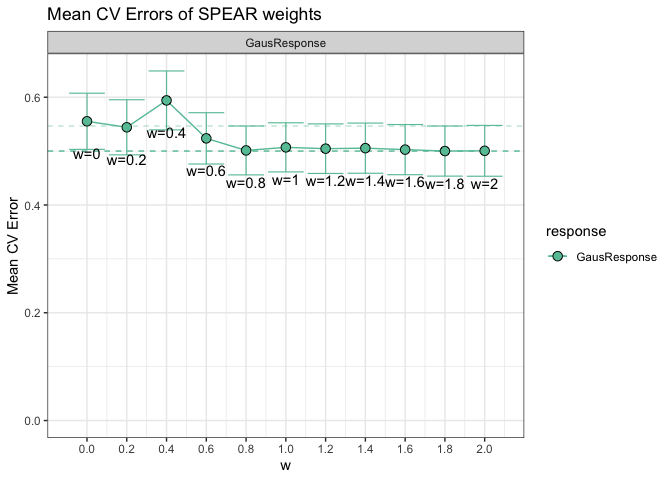 Mean CV Errors of SPEAR weights
GausResponse
Mean CV Error
0.6
0.4
0.2
0.0
w=0
w=0.2
w=0.4
w=0.6
w=0.8
w=1
w=1.2
w=1.4
w=1.6
w=1.8
w=2
0.0 0.2 0.4 0.6 0.8 1.0 1.2 1.4 1.6 1.8 2.0
w
response
GausResponse